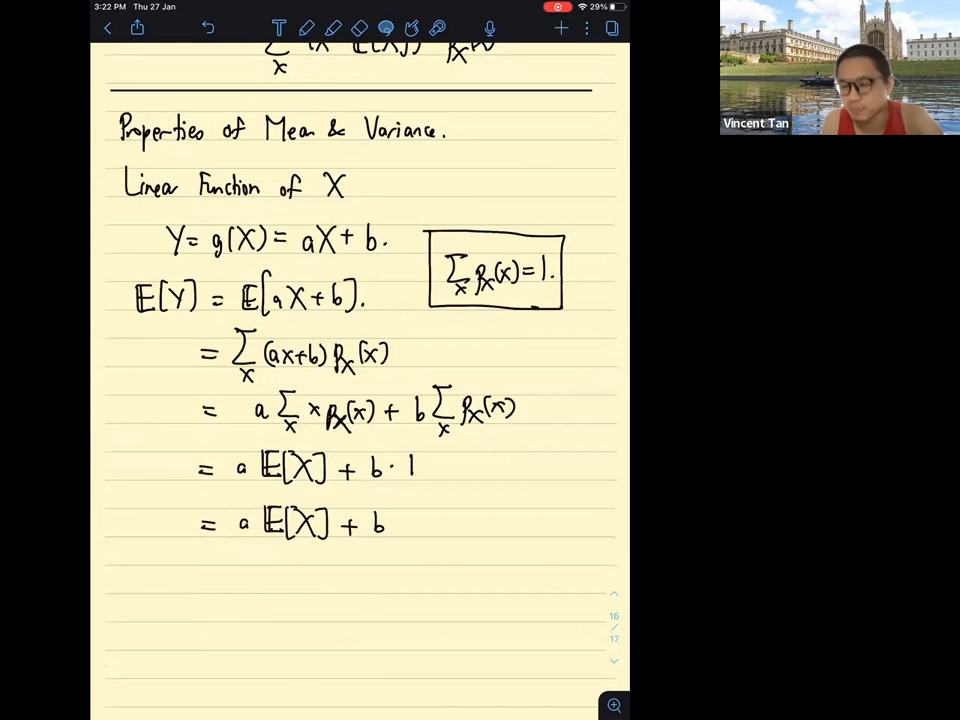 3:22 PM Thu 27 Jan
29%
Properties of Mean & Variance.
Linear Function of X
Y = g(X) = aX + b.
∑ₓ pₓ(x) = 1.
E[Y] = E[aX + b].
= ∑ₓ (ax+b) pₓ(x)
= a ∑ₓ x pₓ(x) + b ∑ₓ pₓ(x)
= a E[X] + b · 1
= a E[X] + b
16
/
17
Vincent Tan